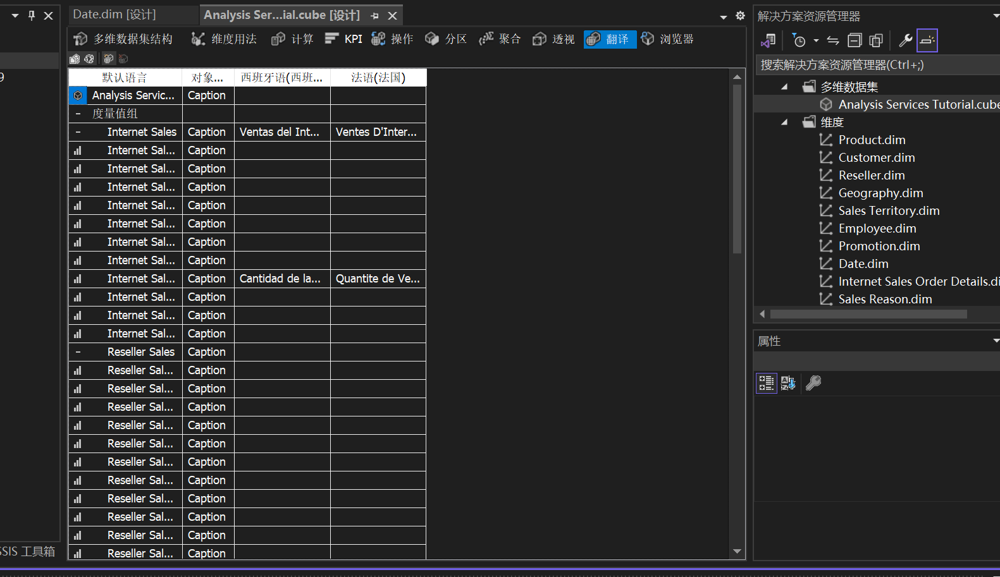 Date.dim [设计]
Analysis Ser...ial.cube [设计]
多维数据集结构
维度用法
计算
KPI
操作
分区
聚合
透视
翻译
浏览器
9
默认语言 对象... 西班牙语(西班... 法语(法国)
Analysis Servic... Caption
度量值组
Internet Sales Caption Ventas del Int... Ventes D'Inter...
Internet Sal... Caption
Internet Sal... Caption
Internet Sal... Caption
Internet Sal... Caption
Internet Sal... Caption
Internet Sal... Caption
Internet Sal... Caption
Internet Sal... Caption Cantidad de la... Quantite de Ve...
Internet Sal... Caption
Internet Sal... Caption
Internet Sal... Caption
Reseller Sales Caption
Reseller Sal... Caption
Reseller Sal... Caption
Reseller Sal... Caption
Reseller Sal... Caption
Reseller Sal... Caption
Reseller Sal... Caption
Reseller Sal... Caption
Reseller Sal... Caption
Reseller Sal... Caption
Reseller Sal... Caption
Reseller Sal... Caption
SSIS 工具箱
解决方案资源管理器
搜索解决方案资源管理器(Ctrl+;)
多维数据集
Analysis Services Tutorial.cube
维度
Product.dim
Customer.dim
Reseller.dim
Geography.dim
Sales Territory.dim
Employee.dim
Promotion.dim
Date.dim
Internet Sales Order Details.di
Sales Reason.dim
属性